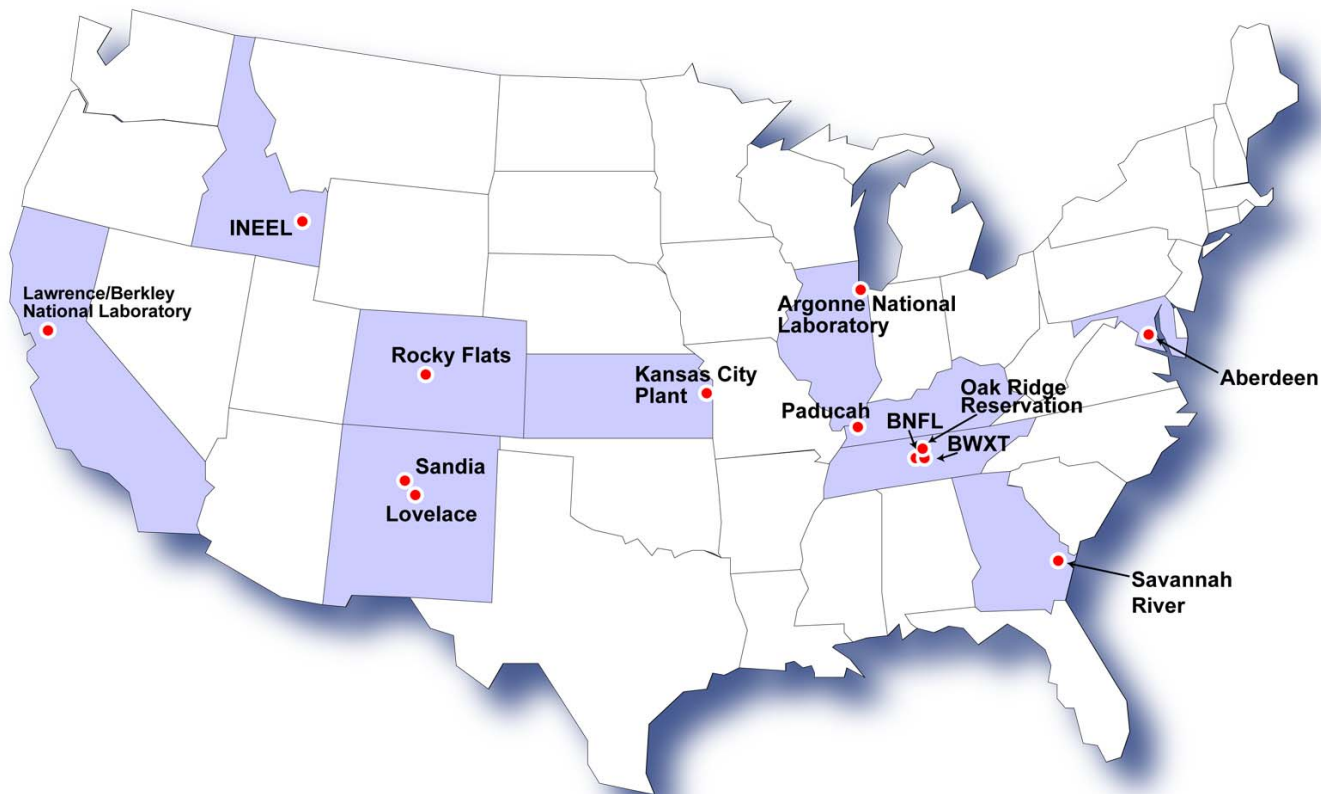 INEEL
Lawrence/Berkley
National Laboratory
Rocky Flats
Kansas City
Plant
Argonne National
Laboratory
Aberdeen
Paducah
Oak Ridge
Reservation
BNFL
BWXT
Sandia
Lovelace
Savannah
River